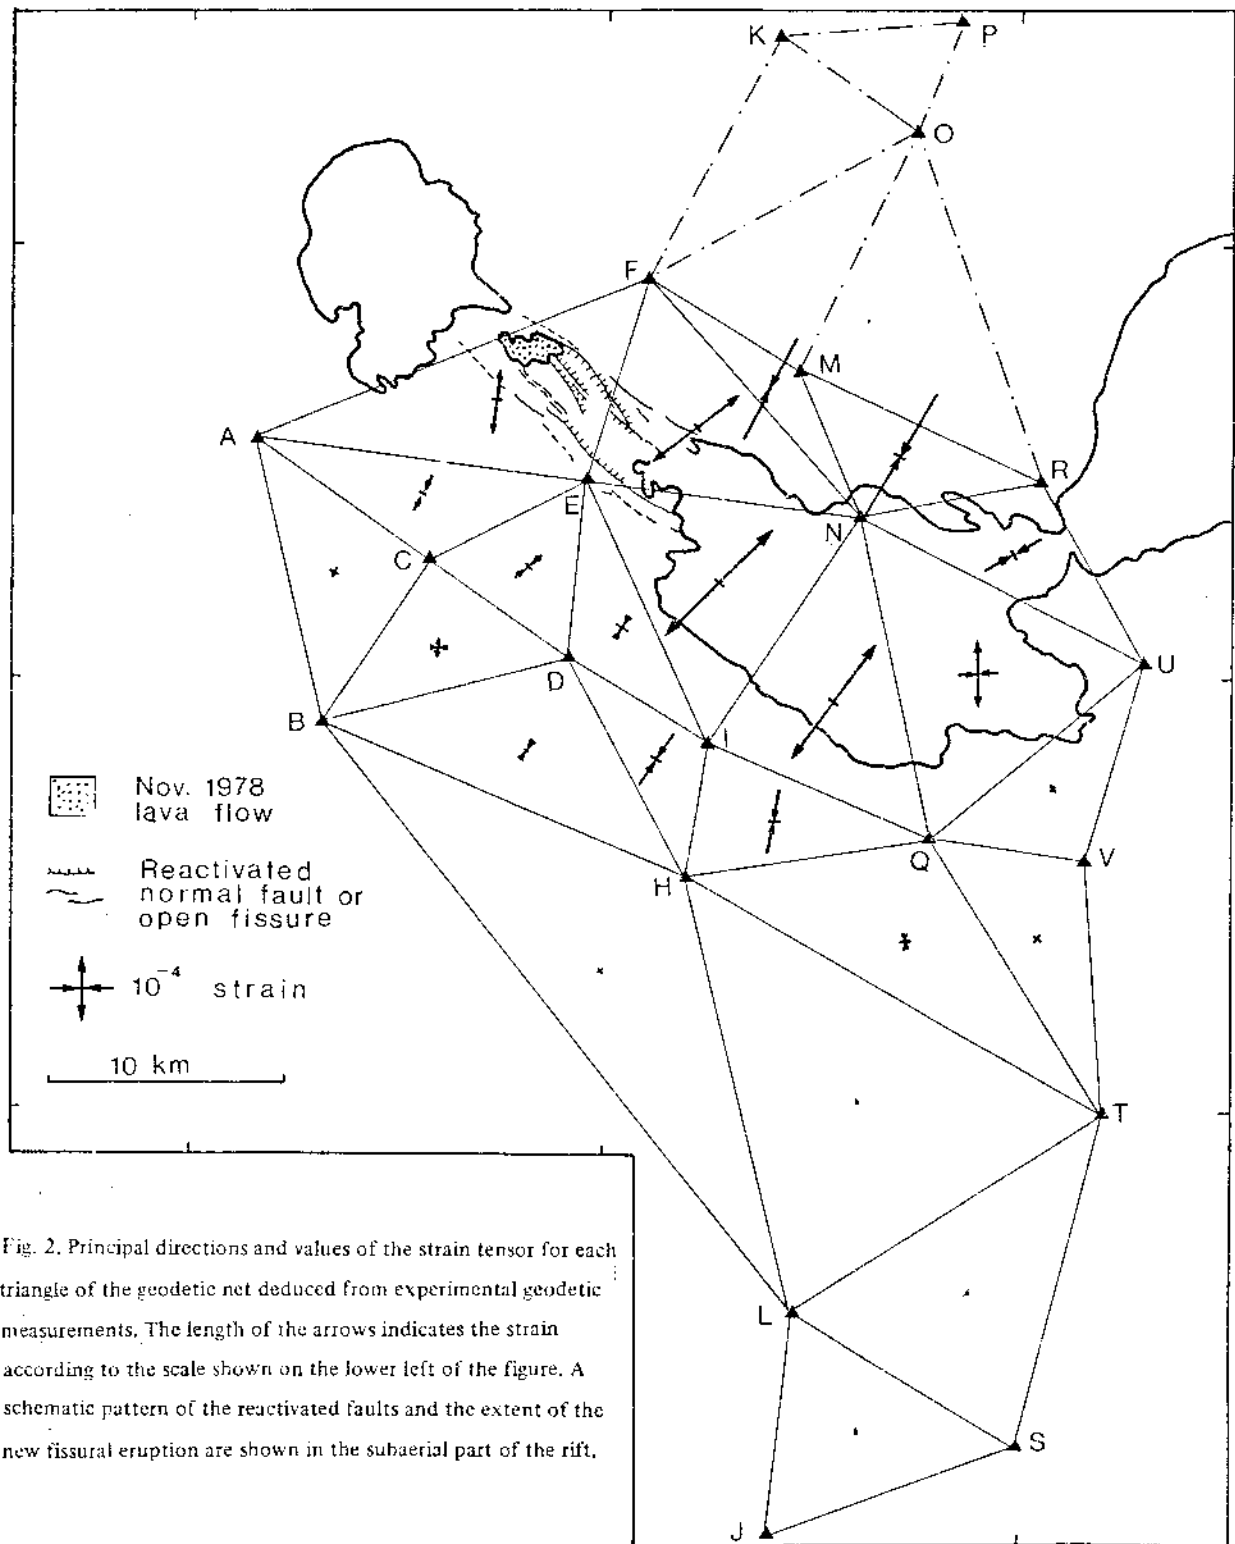 K
P
O
F
M
A
R
E
N
C
D
U
B
I
Nov. 1978
lava flow
Q
V
Reactivated
normal fault or
open fissure
H
10⁻⁴ strain
10 km
T
Fig. 2. Principal directions and values of the strain tensor for each
triangle of the geodetic net deduced from experimental geodetic
measurements. The length of the arrows indicates the strain
according to the scale shown on the lower left of the figure. A
schematic pattern of the reactivated faults and the extent of the
new fissural eruption are shown in the subaerial part of the rift.
L
S
J